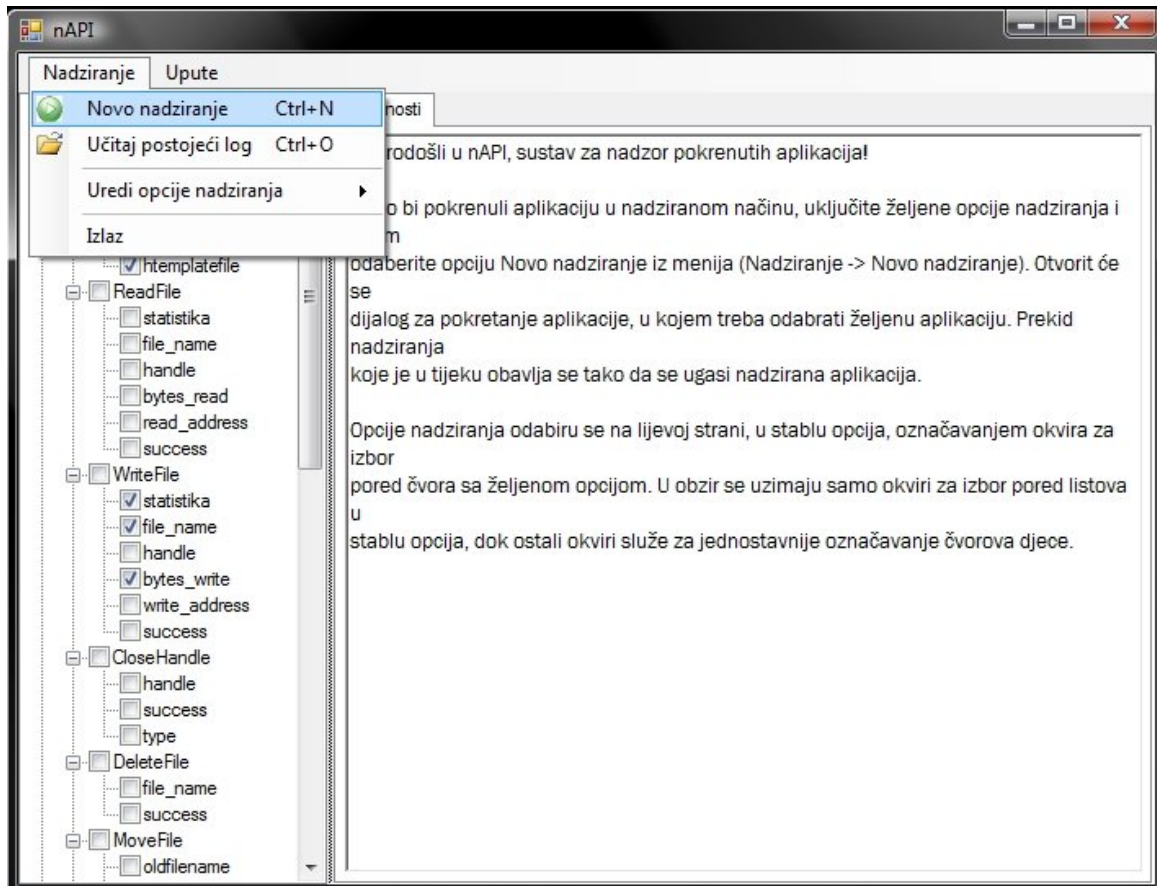 nAPI
Nadziranje Upute
Novo nadziranje Ctrl+N
Učitaj postojeći log Ctrl+O
Uredi opcije nadziranja
Izlaz
htemplatefile
ReadFile
statistika
file_name
handle
bytes_read
read_address
success
WriteFile
statistika
file_name
handle
bytes_write
write_address
success
CloseHandle
handle
success
type
DeleteFile
file_name
success
MoveFile
oldfilename
nosti
rodošli u nAPI, sustav za nadzor pokrenutih aplikacija!
o bi pokrenuli aplikaciju u nadziranom načinu, uključite željene opcije nadziranja i
m
odaberite opciju Novo nadziranje iz menija (Nadziranje -> Novo nadziranje). Otvorit će
se
dijalog za pokretanje aplikacije, u kojem treba odabrati željenu aplikaciju. Prekid
nadziranja
koje je u tijeku obavlja se tako da se ugasi nadzirana aplikacija.
Opcije nadziranja odabiru se na lijevoj strani, u stablu opcija, označavanjem okvira za
izbor
pored čvora sa željenom opcijom. U obzir se uzimaju samo okviri za izbor pored listova
u
stablu opcija, dok ostali okviri služe za jednostavnije označavanje čvorova djece.